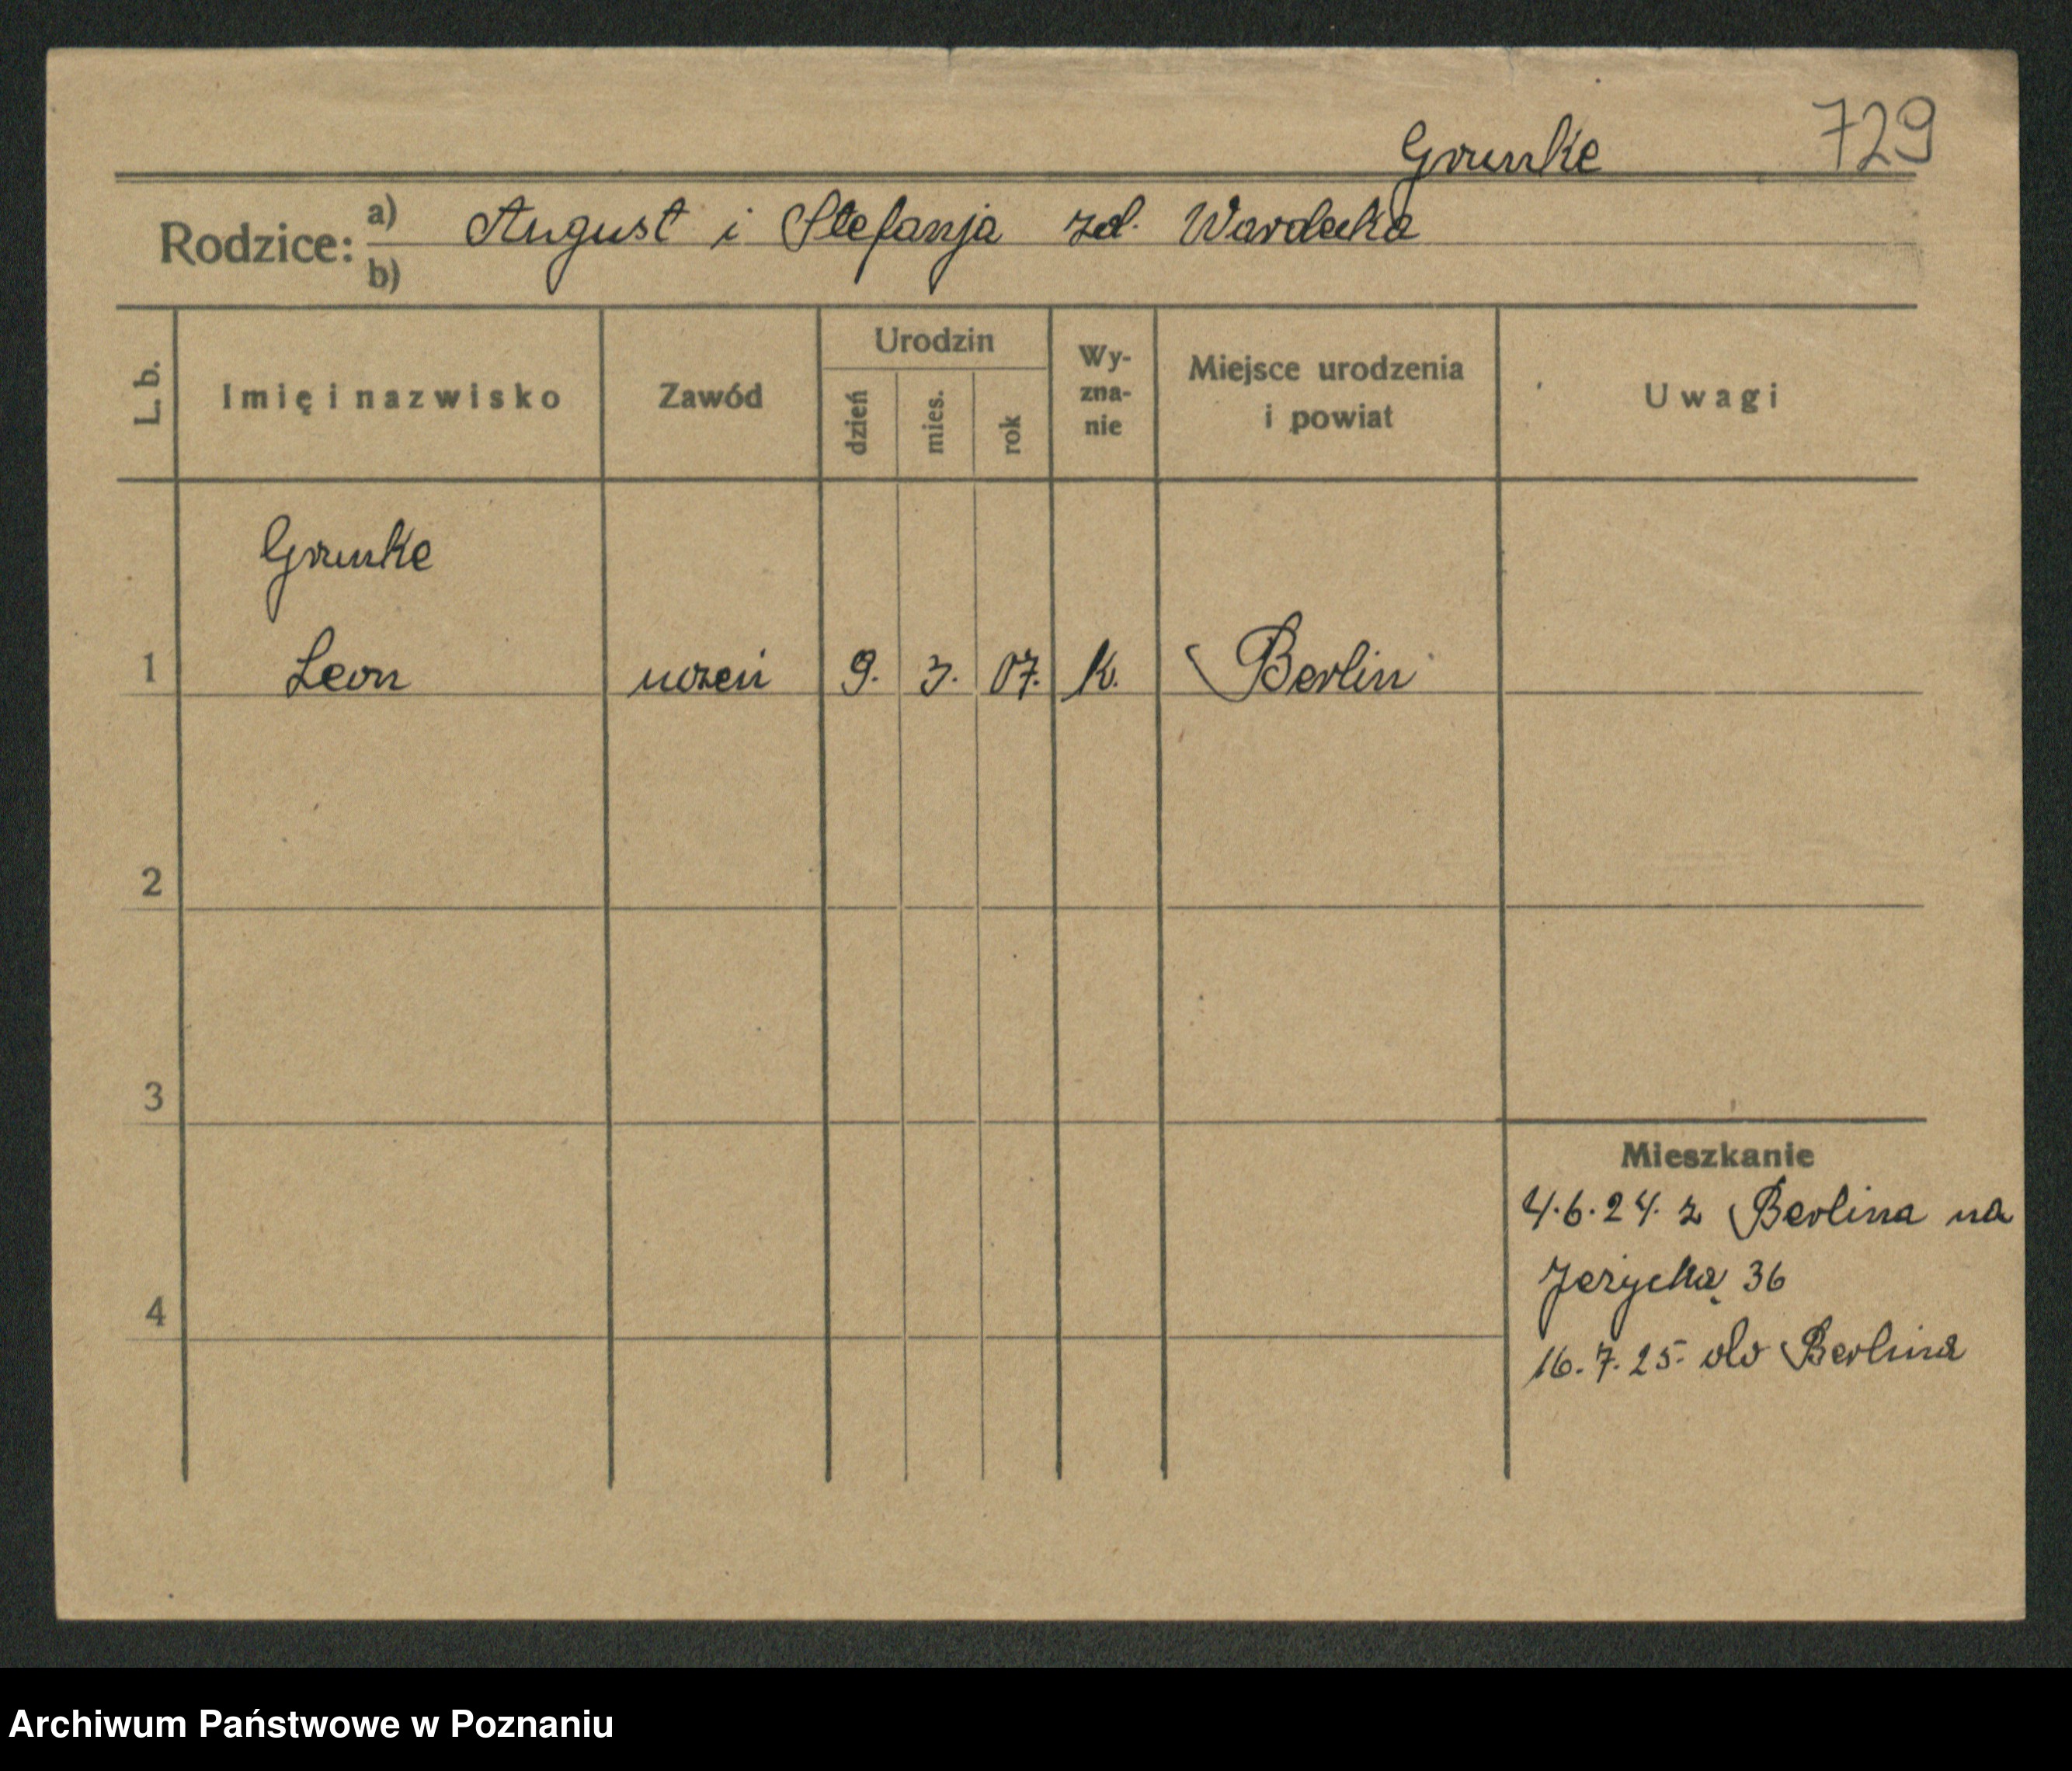 Grunke 729
Rodzice: a) August i Stefanja zd. Wardecka
b)
L. b. Imię i nazwisko Zawód Urodzin dzień mies. rok Wy-zna-nie Miejsce urodzenia i powiat Uwagi
Grunke
1 Leon uczeń 9. 3. 07. k. Berlin
2
3
Mieszkanie
4.6.24. z Berlina na
Jeżycką 36
4
16.7.25. do Berlina
Archiwum Państwowe w Poznaniu